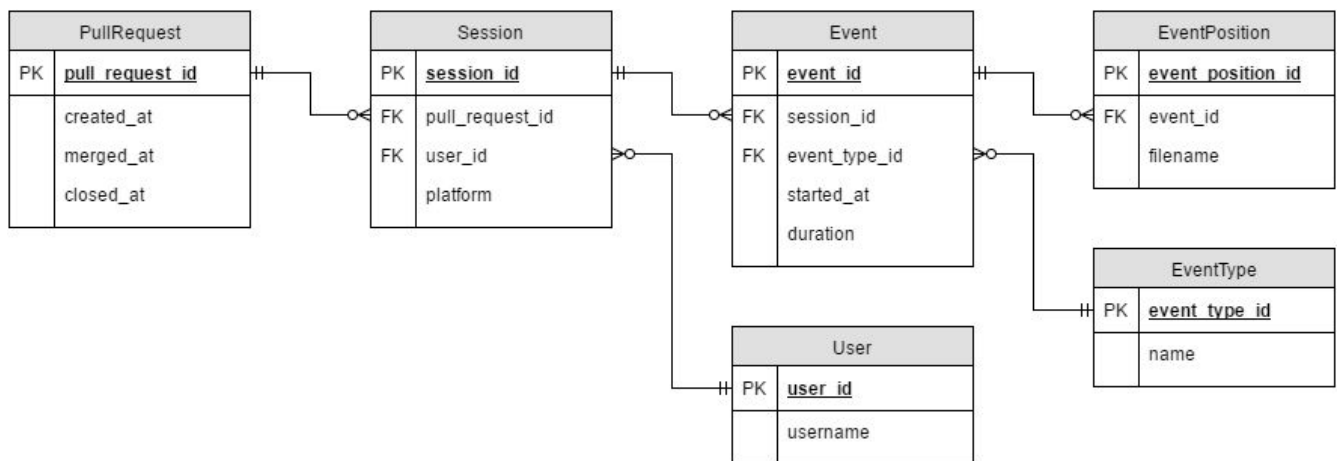 PullRequest
PK pull_request_id
created_at
merged_at
closed_at
Session
PK session_id
FK pull_request_id
FK user_id
platform
Event
PK event_id
FK session_id
FK event_type_id
started_at
duration
EventPosition
PK event_position_id
FK event_id
filename
EventType
PK event_type_id
name
User
PK user_id
username